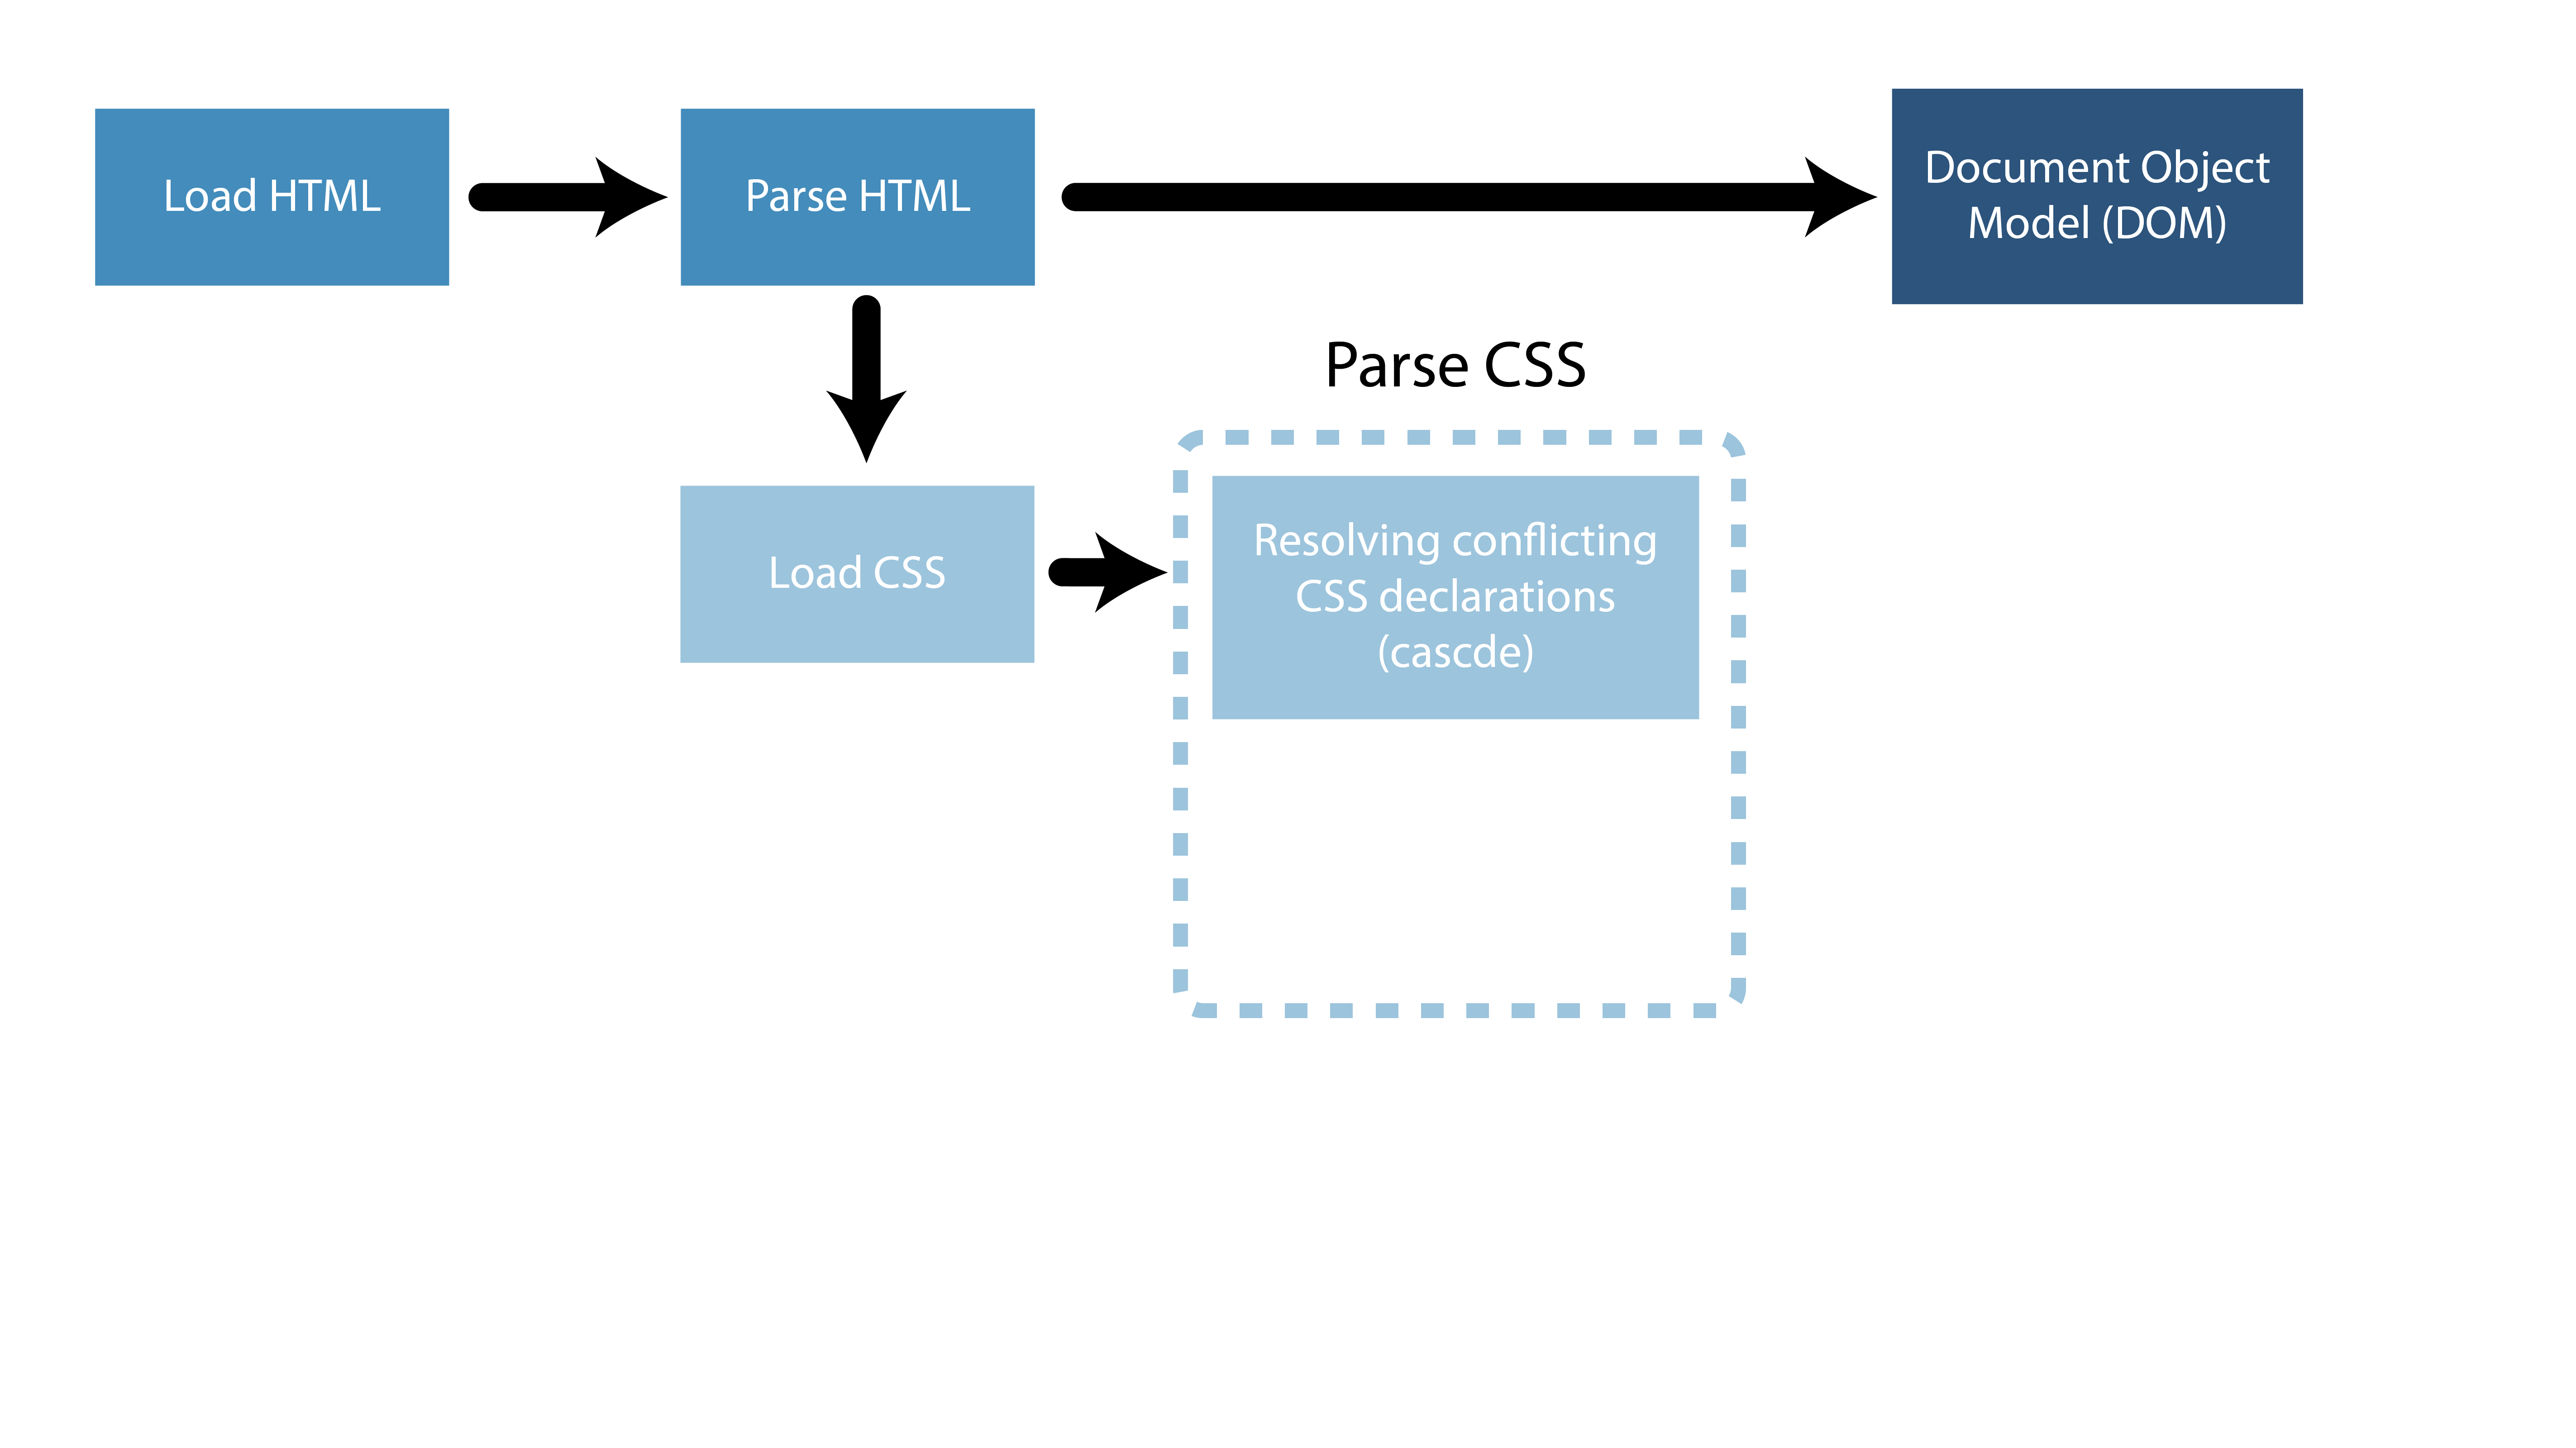 Load HTML
Parse HTML
Document Object
Model (DOM)
Parse CSS
Load CSS
Resolving conflicting
CSS declarations
(cascde)